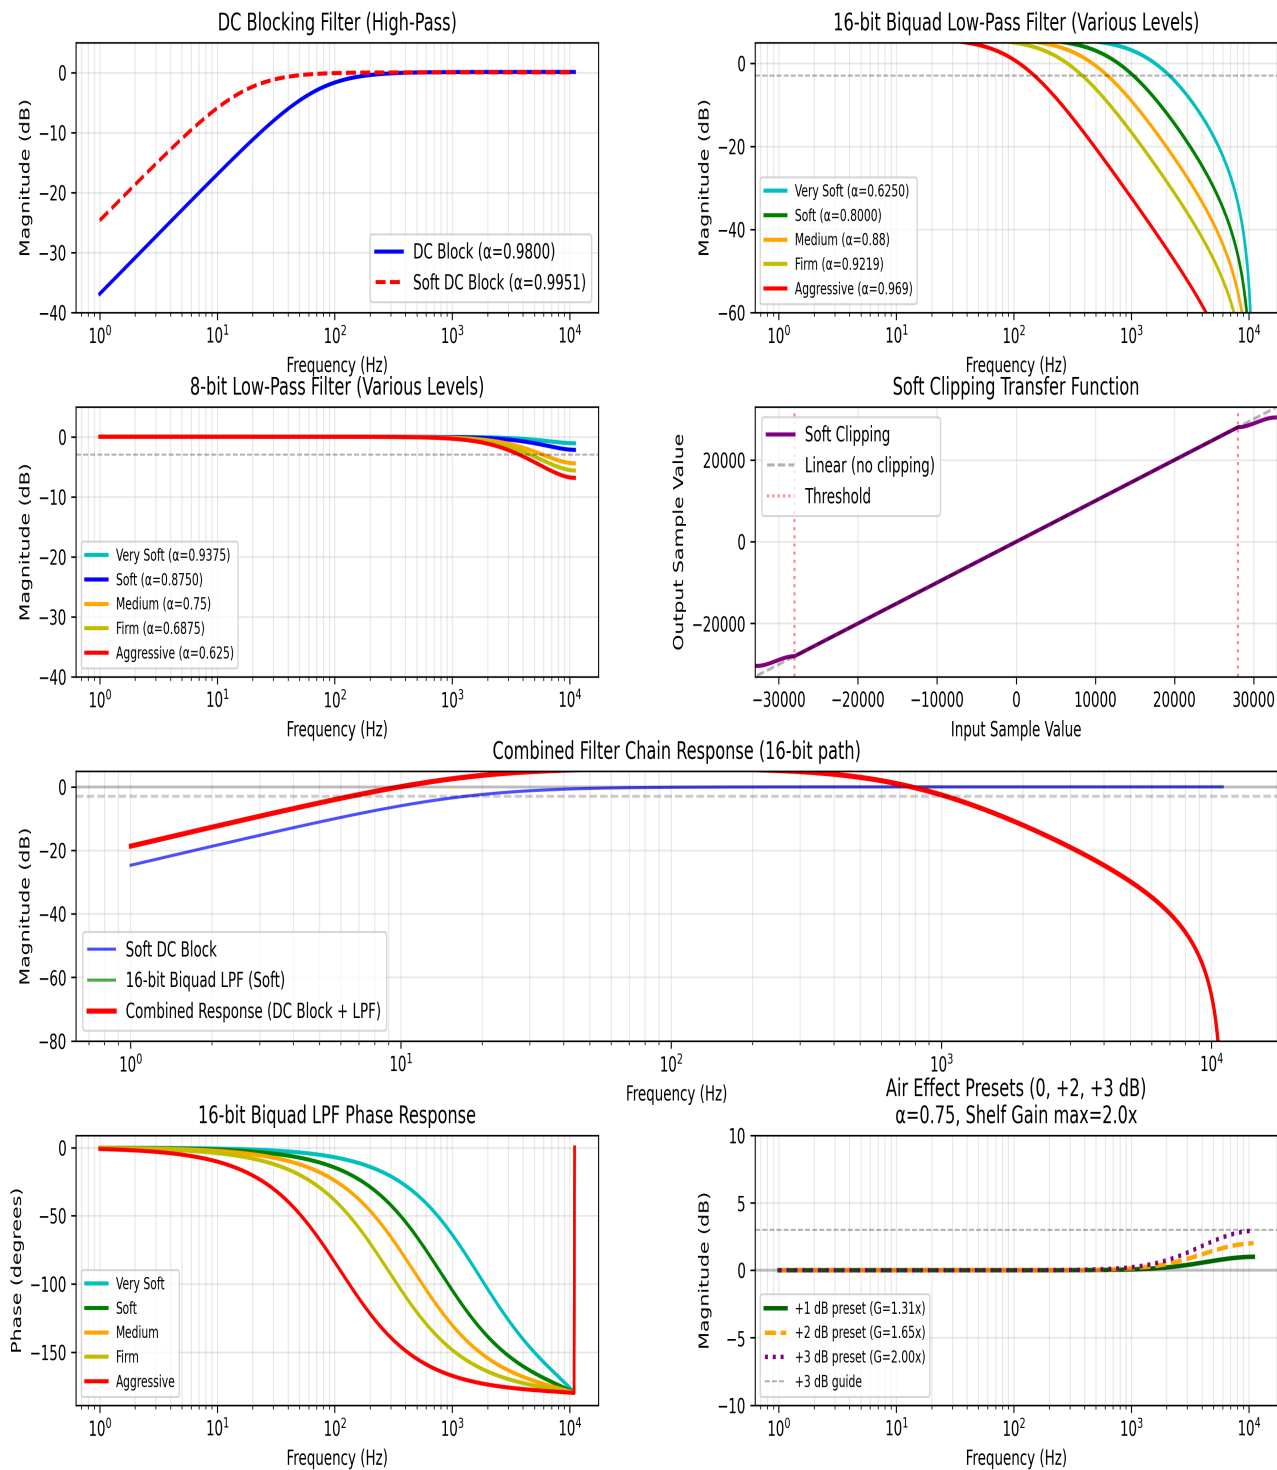 DC Blocking Filter (High-Pass)
Magnitude (dB)
0
−10
−20
−30
−40
DC Block (α=0.9800)
Soft DC Block (α=0.9951)
10⁰
10¹
10²
10³
10⁴
Frequency (Hz)
16-bit Biquad Low-Pass Filter (Various Levels)
Magnitude (dB)
0
−20
−40
−60
Very Soft (α=0.6250)
Soft (α=0.8000)
Medium (α=0.88)
Firm (α=0.9219)
Aggressive (α=0.969)
10⁰
10¹
10²
10³
10⁴
Frequency (Hz)
8-bit Low-Pass Filter (Various Levels)
Magnitude (dB)
0
−10
−20
−30
−40
Very Soft (α=0.9375)
Soft (α=0.8750)
Medium (α=0.75)
Firm (α=0.6875)
Aggressive (α=0.625)
10⁰
10¹
10²
10³
10⁴
Frequency (Hz)
Soft Clipping Transfer Function
Output Sample Value
20000
0
−20000
Soft Clipping
Linear (no clipping)
Threshold
−30000
−20000
−10000
0
10000
20000
30000
Input Sample Value
Combined Filter Chain Response (16-bit path)
Magnitude (dB)
0
−20
−40
−60
−80
Soft DC Block
16-bit Biquad LPF (Soft)
Combined Response (DC Block + LPF)
10⁰
10¹
10²
10³
10⁴
Frequency (Hz)
16-bit Biquad LPF Phase Response
Phase (degrees)
0
−50
−100
−150
Very Soft
Soft
Medium
Firm
Aggressive
10⁰
10¹
10²
10³
10⁴
Frequency (Hz)
Air Effect Presets (0, +2, +3 dB)
α=0.75, Shelf Gain max=2.0x
Magnitude (dB)
10
5
0
−5
−10
+1 dB preset (G=1.31x)
+2 dB preset (G=1.65x)
+3 dB preset (G=2.00x)
+3 dB guide
10⁰
10¹
10²
10³
10⁴
Frequency (Hz)